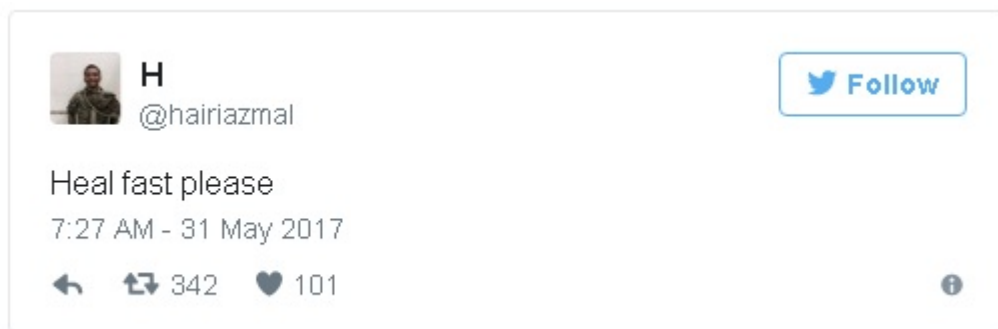 H
@hairiazmal
Follow
Heal fast please
7:27 AM - 31 May 2017
342 101